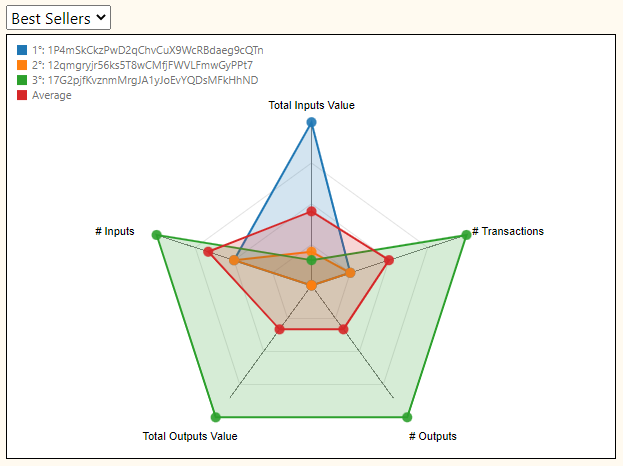 Best Sellers
1°: 1P4mSkCkzPwD2qChvCuX9WcRBdaeg9cQTn
2°: 12qmgryjr56ks5T8wCMfjFWVLFmwGyPPt7
3°: 17G2pjfKvznmMrgJA1yJoEvYQDsMFkHhND
Average
Total Inputs Value
# Inputs
# Transactions
Total Outputs Value
# Outputs